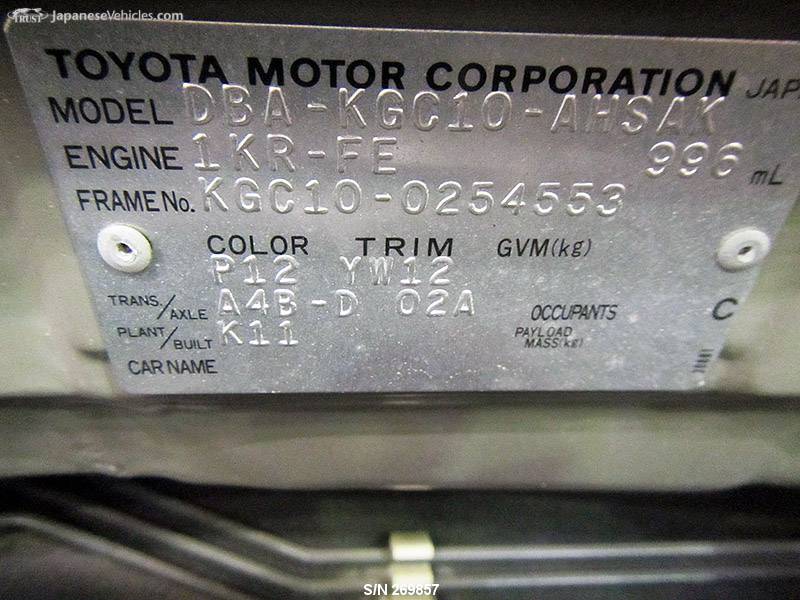 TRUST JapaneseVehicles.com
TOYOTA MOTOR CORPORATION JAPA
MODEL DBA-KGC10-AHSAK
ENGINE 1KR-FE 996 mL
FRAME No. KGC10-0254553
COLOR TRIM GVM(kg)
P12 YW12
TRANS./AXLE A4B-D 02A OCCUPANTS C
PLANT/BUILT K11 PAYLOAD MASS(kg)
CAR NAME
S/N 269857